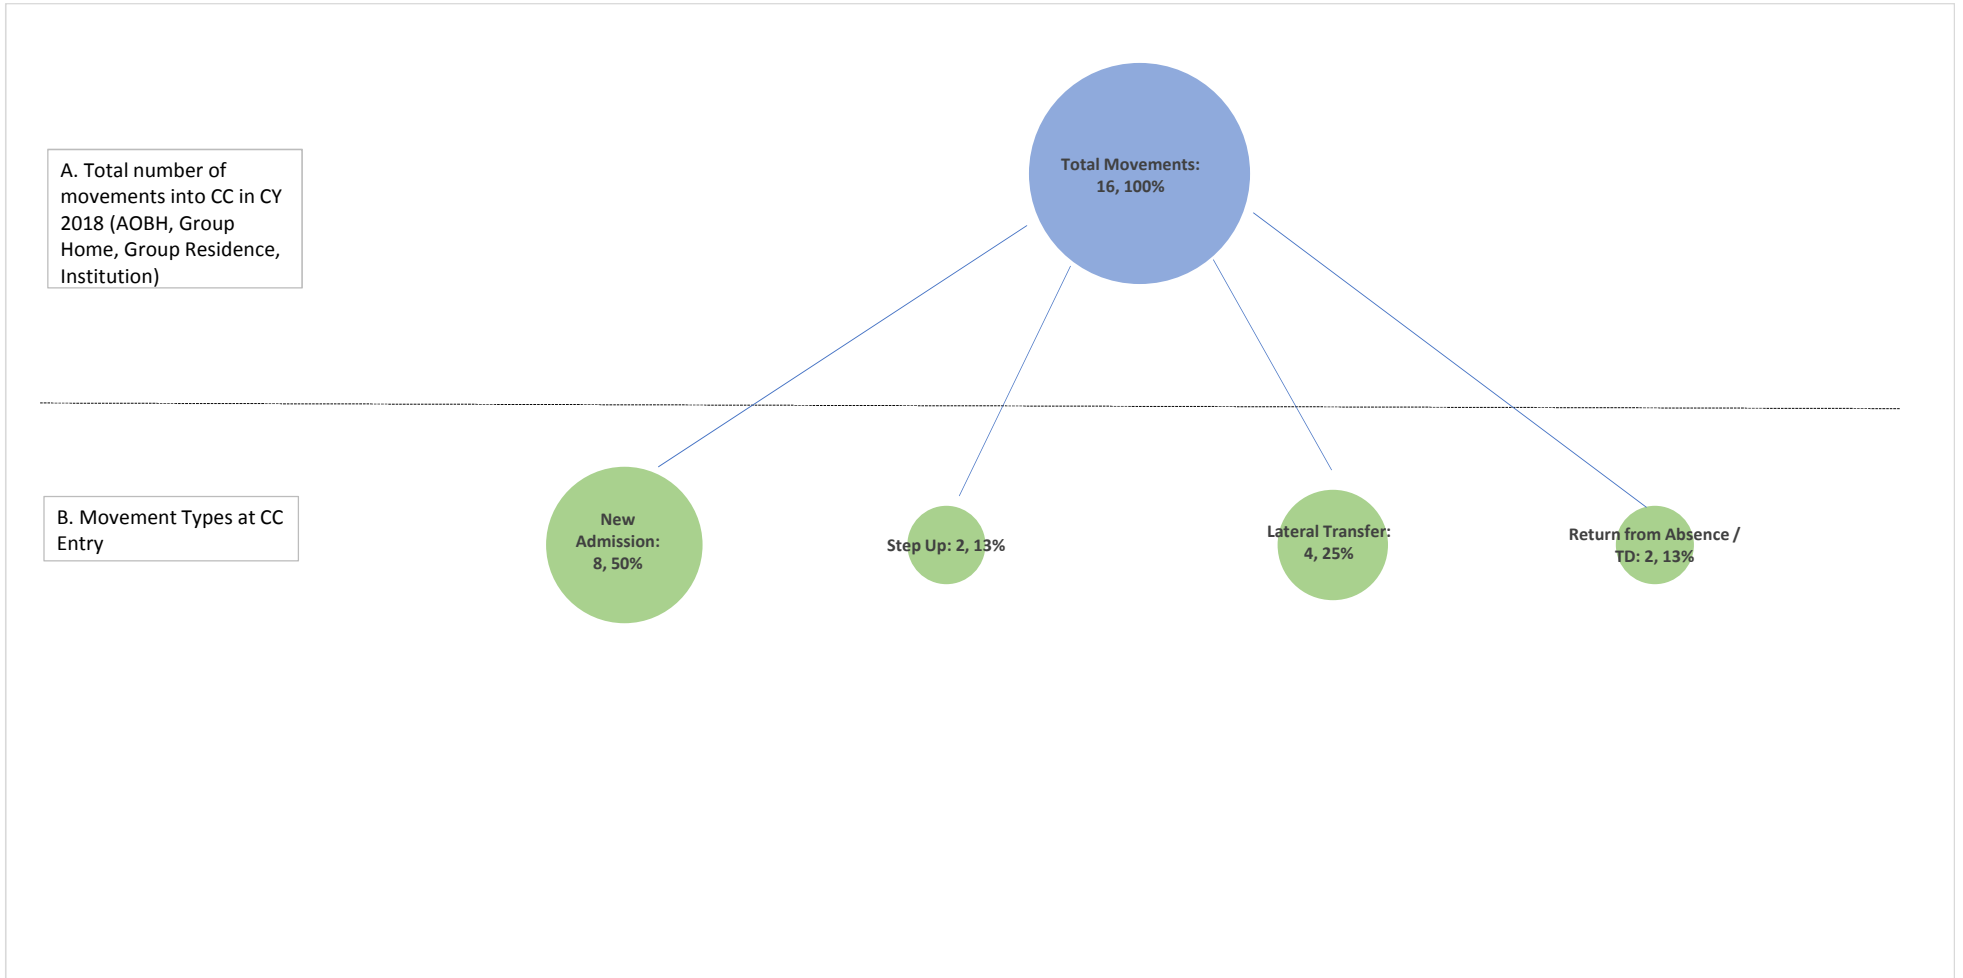 Total Movements:
16, 100%
A. Total number of
movements into CC in CY
2018 (AOBH, Group
Home, Group Residence,
Institution)
B. Movement Types at CC
Entry
New
Admission:
8, 50%
Step Up: 2, 13%
Lateral Transfer:
4, 25%
Return from Absence /
TD: 2, 13%